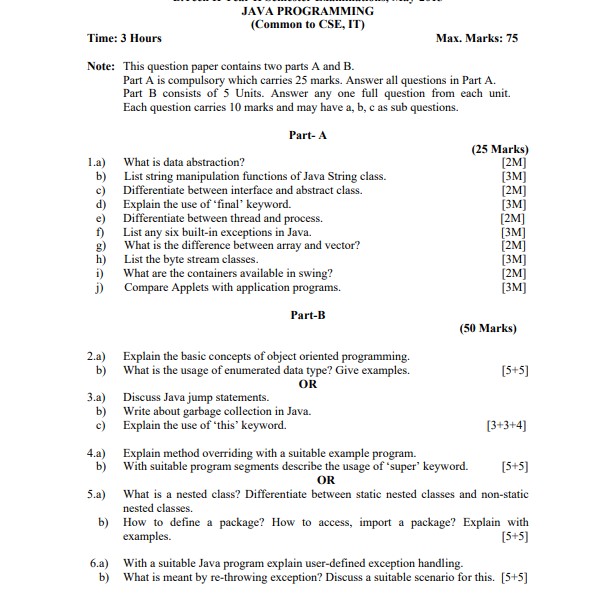 JAVA PROGRAMMING
(Common to CSE, IT)
Time: 3 Hours Max. Marks: 75
Note: This question paper contains two parts A and B.
Part A is compulsory which carries 25 marks. Answer all questions in Part A.
Part B consists of 5 Units. Answer any one full question from each unit.
Each question carries 10 marks and may have a, b, c as sub questions.
Part- A
(25 Marks)
1.a) What is data abstraction? [2M]
b) List string manipulation functions of Java String class. [3M]
c) Differentiate between interface and abstract class. [2M]
d) Explain the use of ‘final’ keyword. [3M]
e) Differentiate between thread and process. [2M]
f) List any six built-in exceptions in Java. [3M]
g) What is the difference between array and vector? [2M]
h) List the byte stream classes. [3M]
i) What are the containers available in swing? [2M]
j) Compare Applets with application programs. [3M]
Part-B
(50 Marks)
2.a) Explain the basic concepts of object oriented programming.
b) What is the usage of enumerated data type? Give examples. [5+5]
OR
3.a) Discuss Java jump statements.
b) Write about garbage collection in Java.
c) Explain the use of ‘this’ keyword. [3+3+4]
4.a) Explain method overriding with a suitable example program.
b) With suitable program segments describe the usage of ‘super’ keyword. [5+5]
OR
5.a) What is a nested class? Differentiate between static nested classes and non-static
nested classes.
b) How to define a package? How to access, import a package? Explain with
examples. [5+5]
6.a) With a suitable Java program explain user-defined exception handling.
b) What is meant by re-throwing exception? Discuss a suitable scenario for this. [5+5]